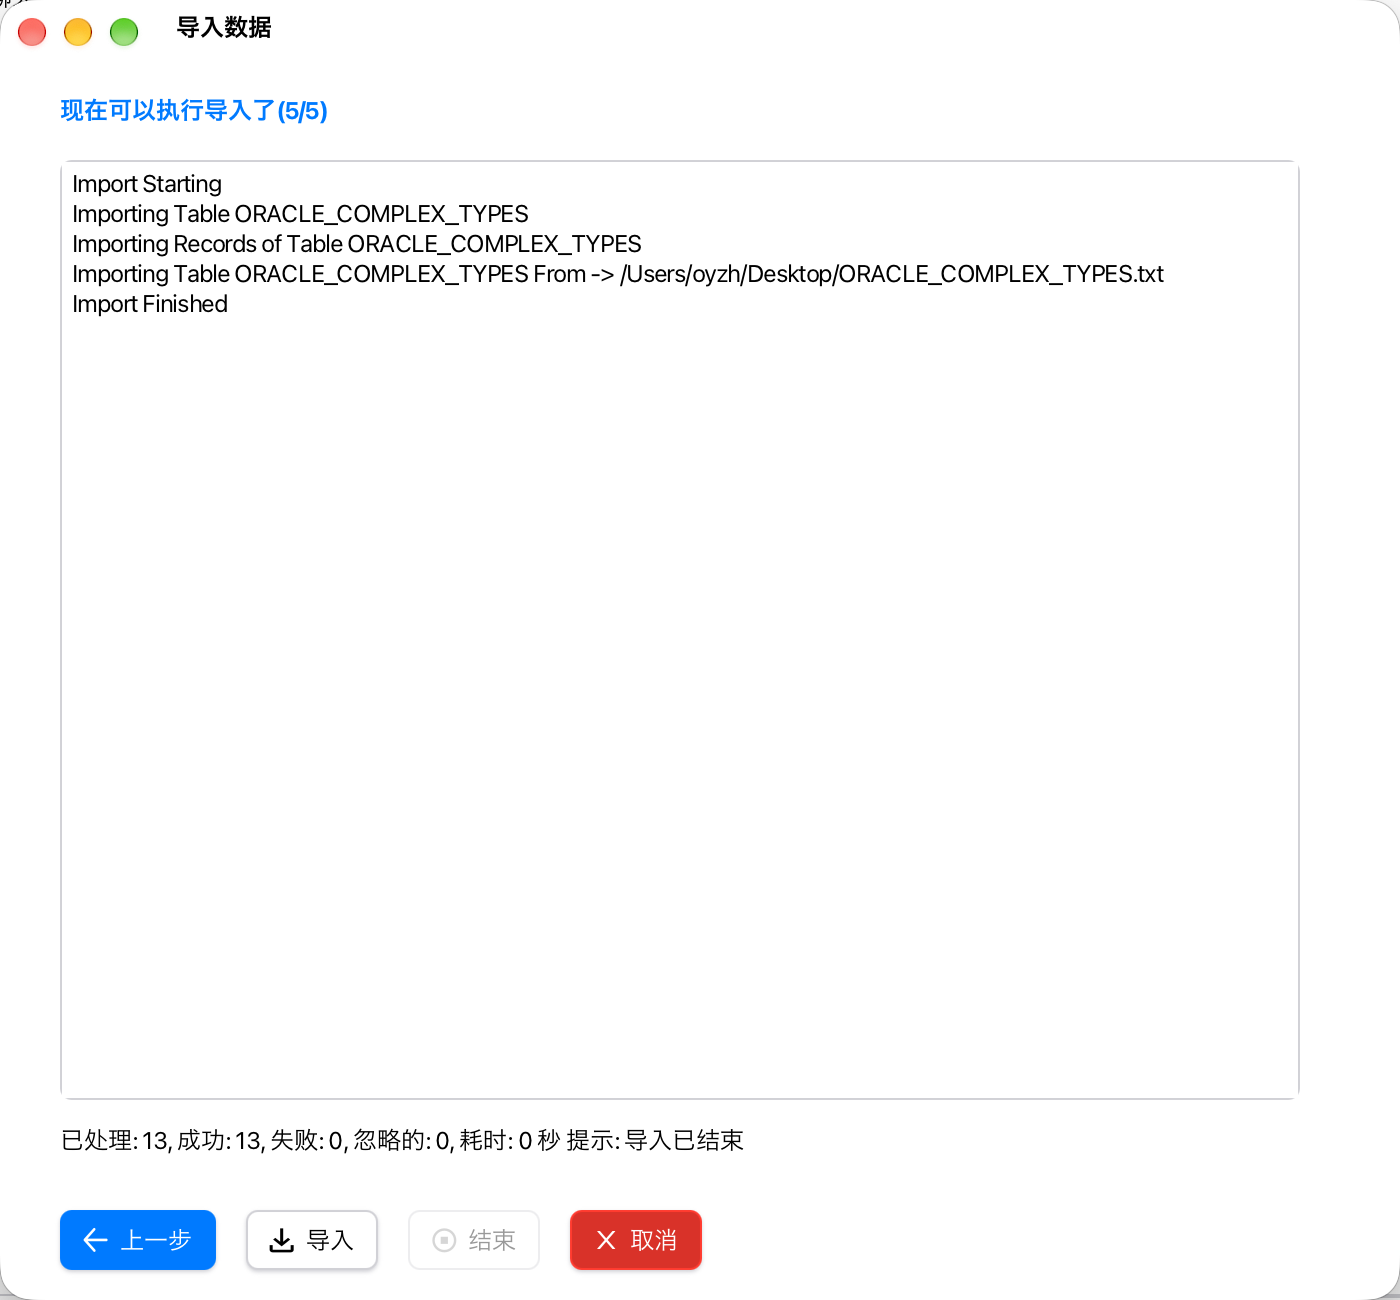 导入数据
现在可以执行导入了(5/5)
Import Starting
Importing Table ORACLE_COMPLEX_TYPES
Importing Records of Table ORACLE_COMPLEX_TYPES
Importing Table ORACLE_COMPLEX_TYPES From -> /Users/oyzh/Desktop/ORACLE_COMPLEX_TYPES.txt
Import Finished
已处理: 13, 成功: 13, 失败: 0, 忽略的: 0, 耗时: 0 秒 提示: 导入已结束
上一步 导入 结束 取消